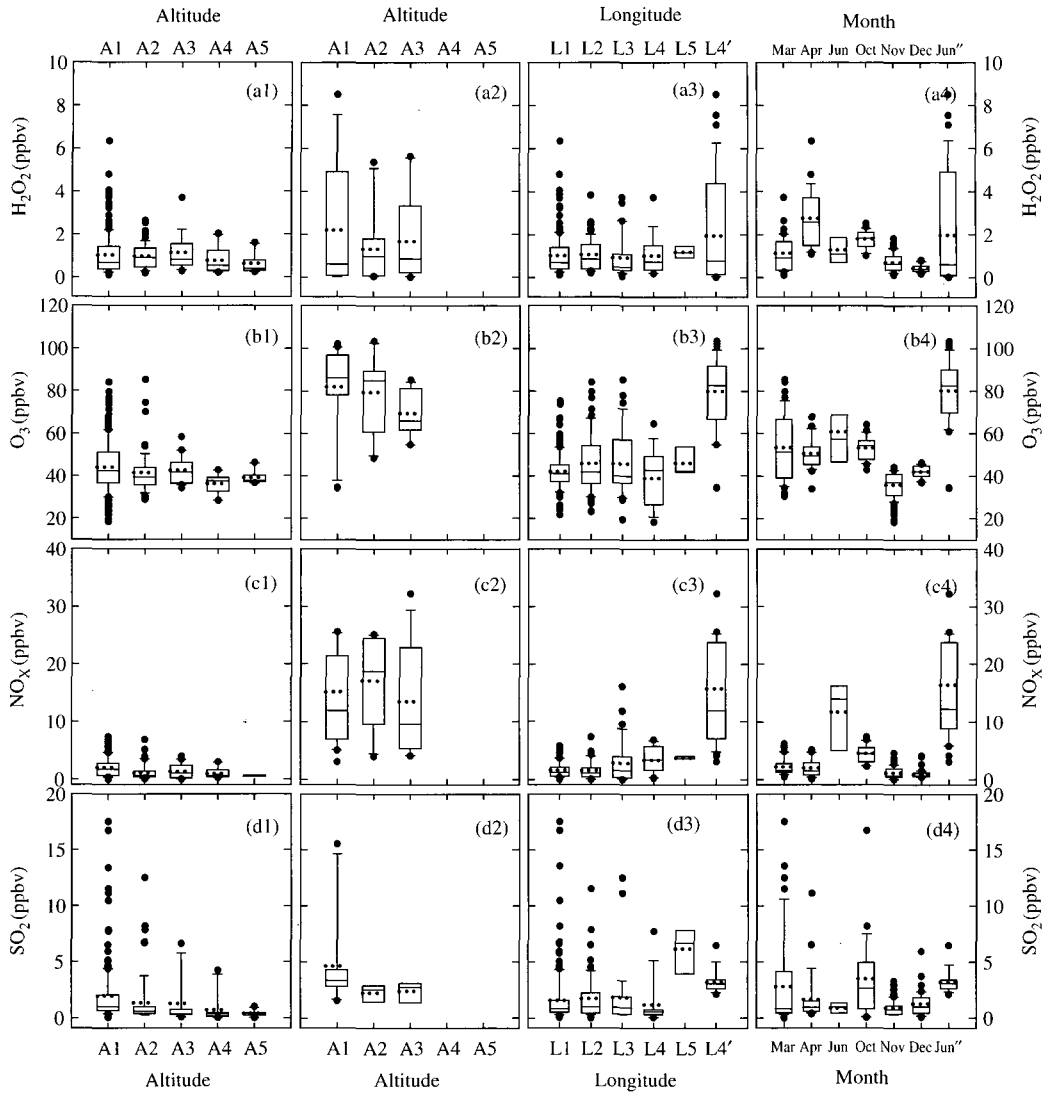 Altitude Altitude Longitude Month
A1 A2 A3 A4 A5 A1 A2 A3 A4 A5 L1 L2 L3 L4 L5 L4′ Mar Apr Jun Oct Nov Dec Jun″
10 (a1) (a2) (a3) (a4) 10
8 8
6 6
4 4
2 2
0 0
H₂O₂ (ppbv) H₂O₂ (ppbv)
120 (b1) (b2) (b3) (b4) 120
100 100
80 80
60 60
40 40
20 20
O₃ (ppbv) O₃ (ppbv)
40 (c1) (c2) (c3) (c4) 40
30 30
20 20
10 10
0 0
NOX (ppbv) NOX (ppbv)
20 (d1) (d2) (d3) (d4) 20
15 15
10 10
5 5
0 0
SO₂ (ppbv) SO₂ (ppbv)
A1 A2 A3 A4 A5 A1 A2 A3 A4 A5 L1 L2 L3 L4 L5 L4′ Mar Apr Jun Oct Nov Dec Jun″
Altitude Altitude Longitude Month